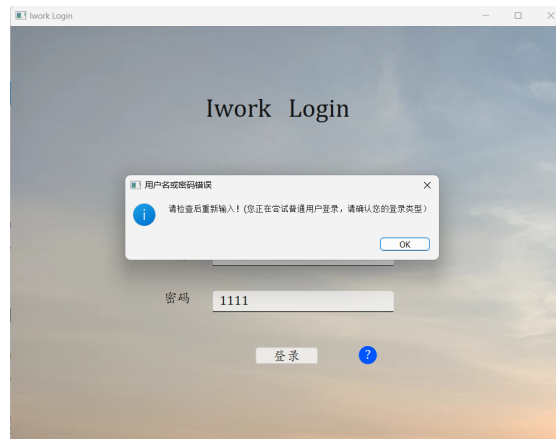 Iwork Login
Iwork Login
用户名或密码错误
请检查后重新输入！(您正在尝试普通用户登录，请确认您的登录类型)
OK
密码
1111
登录
?